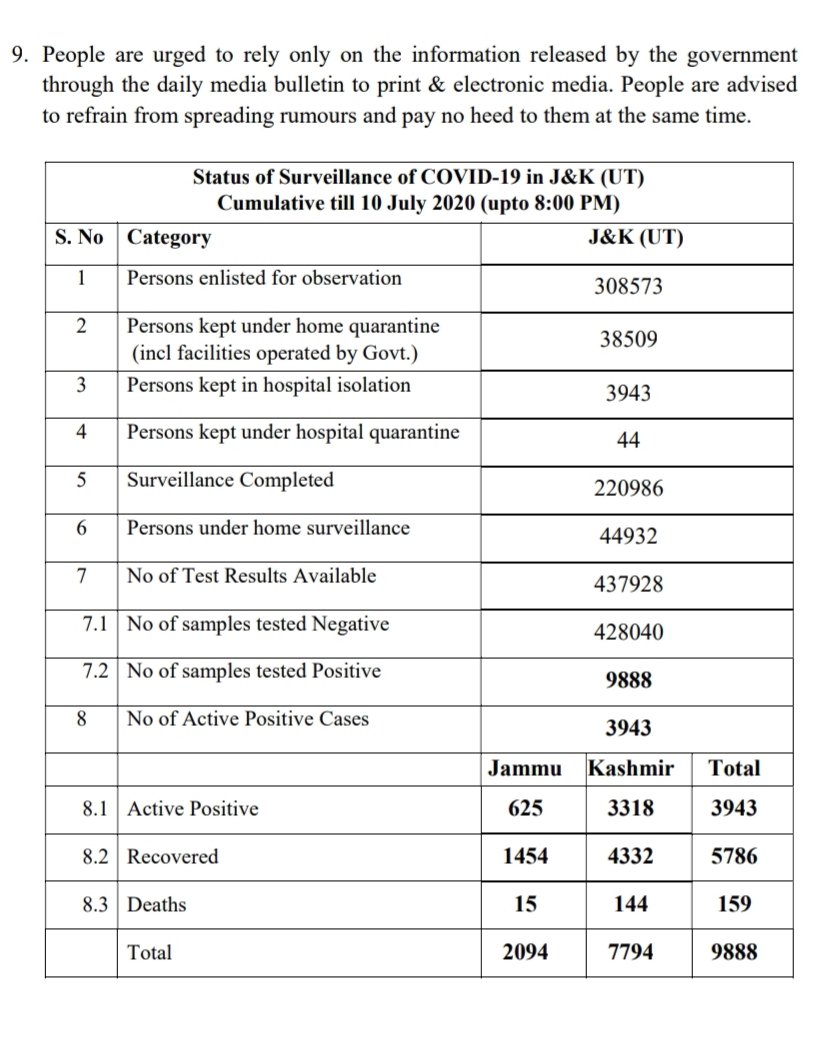 9. People are urged to rely only on the information released by the government
through the daily media bulletin to print & electronic media. People are advised
to refrain from spreading rumours and pay no heed to them at the same time.
Status of Surveillance of COVID-19 in J&K (UT)
Cumulative till 10 July 2020 (upto 8:00 PM)
S. No Category J&K (UT)
1 Persons enlisted for observation 308573
2 Persons kept under home quarantine
(incl facilities operated by Govt.) 38509
3 Persons kept in hospital isolation 3943
4 Persons kept under hospital quarantine 44
5 Surveillance Completed 220986
6 Persons under home surveillance 44932
7 No of Test Results Available 437928
7.1 No of samples tested Negative 428040
7.2 No of samples tested Positive 9888
8 No of Active Positive Cases 3943
Jammu Kashmir Total
8.1 Active Positive 625 3318 3943
8.2 Recovered 1454 4332 5786
8.3 Deaths 15 144 159
Total 2094 7794 9888